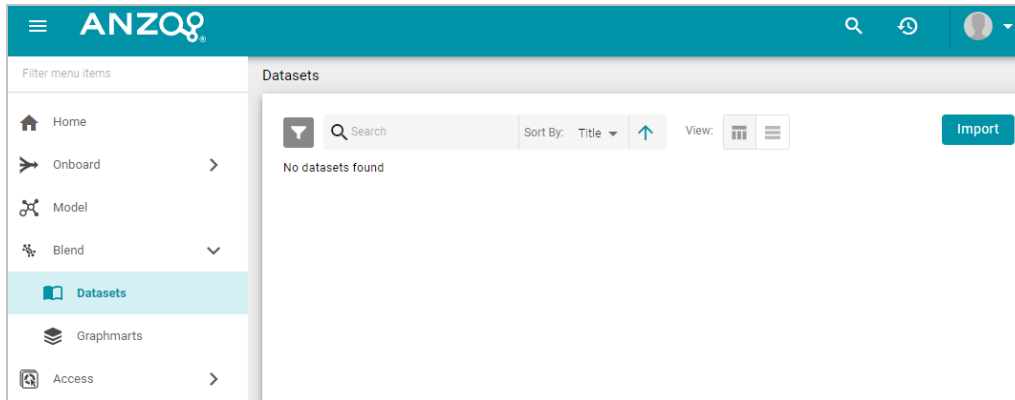 ANZO®
Filter menu items
Datasets
Home
Onboard
Model
Blend
Datasets
Graphmarts
Access
Search
Sort By: Title
View:
Import
No datasets found